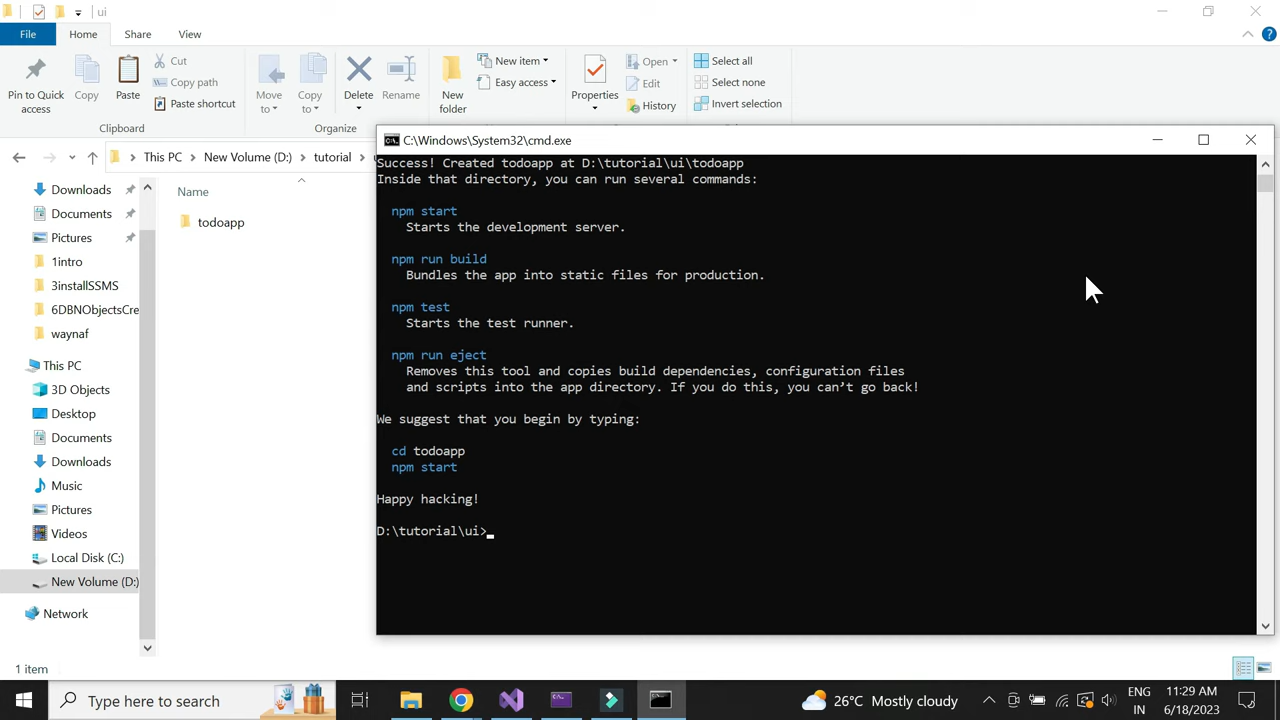 ui
File
Home
Share
View
Pin to Quick access
Copy
Paste
Cut
Copy path
Paste shortcut
Clipboard
Move to
Copy to
Delete
Rename
Organize
New folder
New item
Easy access
Properties
Open
Edit
History
Select all
Select none
Invert selection
This PC
New Volume (D:)
tutorial
Name
todoapp
Downloads
Documents
Pictures
1intro
3installSSMS
6DBNObjectsCre
waynaf
This PC
3D Objects
Desktop
Documents
Downloads
Music
Pictures
Videos
Local Disk (C:)
New Volume (D:)
Network
1 item
C:\Windows\System32\cmd.exe
Success! Created todoapp at D:\tutorial\ui\todoapp
Inside that directory, you can run several commands:
npm start
Starts the development server.
npm run build
Bundles the app into static files for production.
npm test
Starts the test runner.
npm run eject
Removes this tool and copies build dependencies, configuration files
and scripts into the app directory. If you do this, you can’t go back!
We suggest that you begin by typing:
cd todoapp
npm start
Happy hacking!
D:\tutorial\ui>
Type here to search
26°C Mostly cloudy
ENG
IN
11:29 AM
6/18/2023